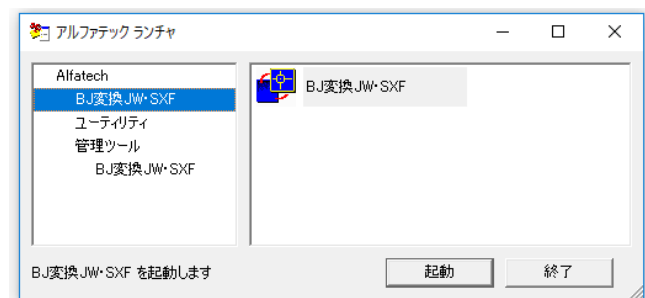 アルファテック ランチャ
Alfatech
BJ変換JW・SXF
ユーティリティ
管理ツール
BJ変換JW・SXF
BJ変換JW・SXF
BJ変換JW・SXF を起動します
起動
終了